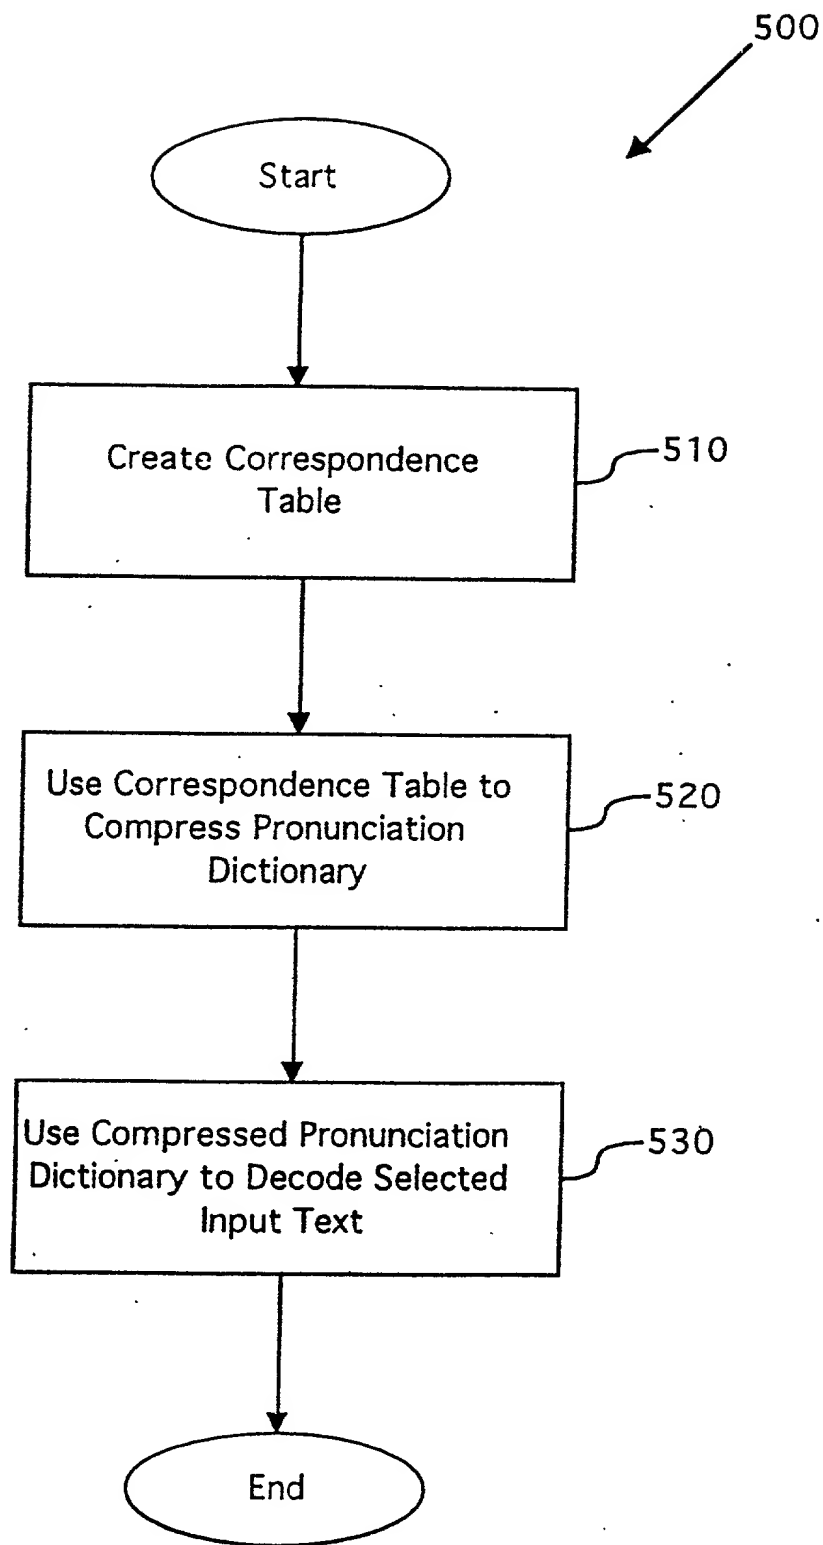 500
Start
Create Correspondence
Table
510
Use Correspondence Table to
Compress Pronunciation
Dictionary
520
Use Compressed Pronunciation
Dictionary to Decode Selected
Input Text
530
End